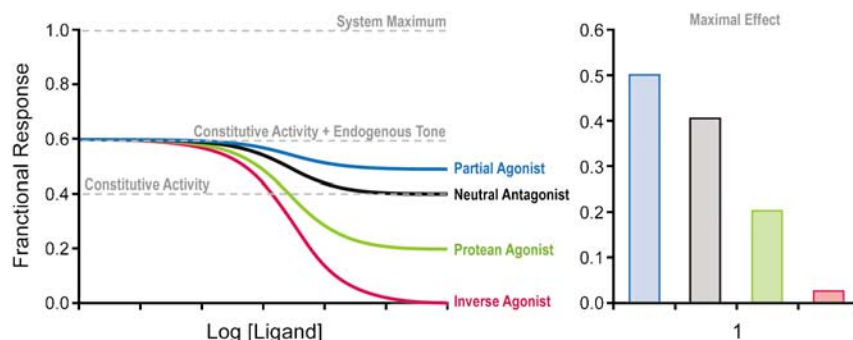 System Maximum
1.0
0.8
Constitutive Activity + Endogenous Tone
0.6
Partial Agonist
Constitutive Activity
Neutral Antagonist
0.4
Protean Agonist
0.2
Inverse Agonist
0.0
Franctional Response
Log [Ligand]
Maximal Effect
0.6
0.5
0.4
0.3
0.2
0.1
0.0
1